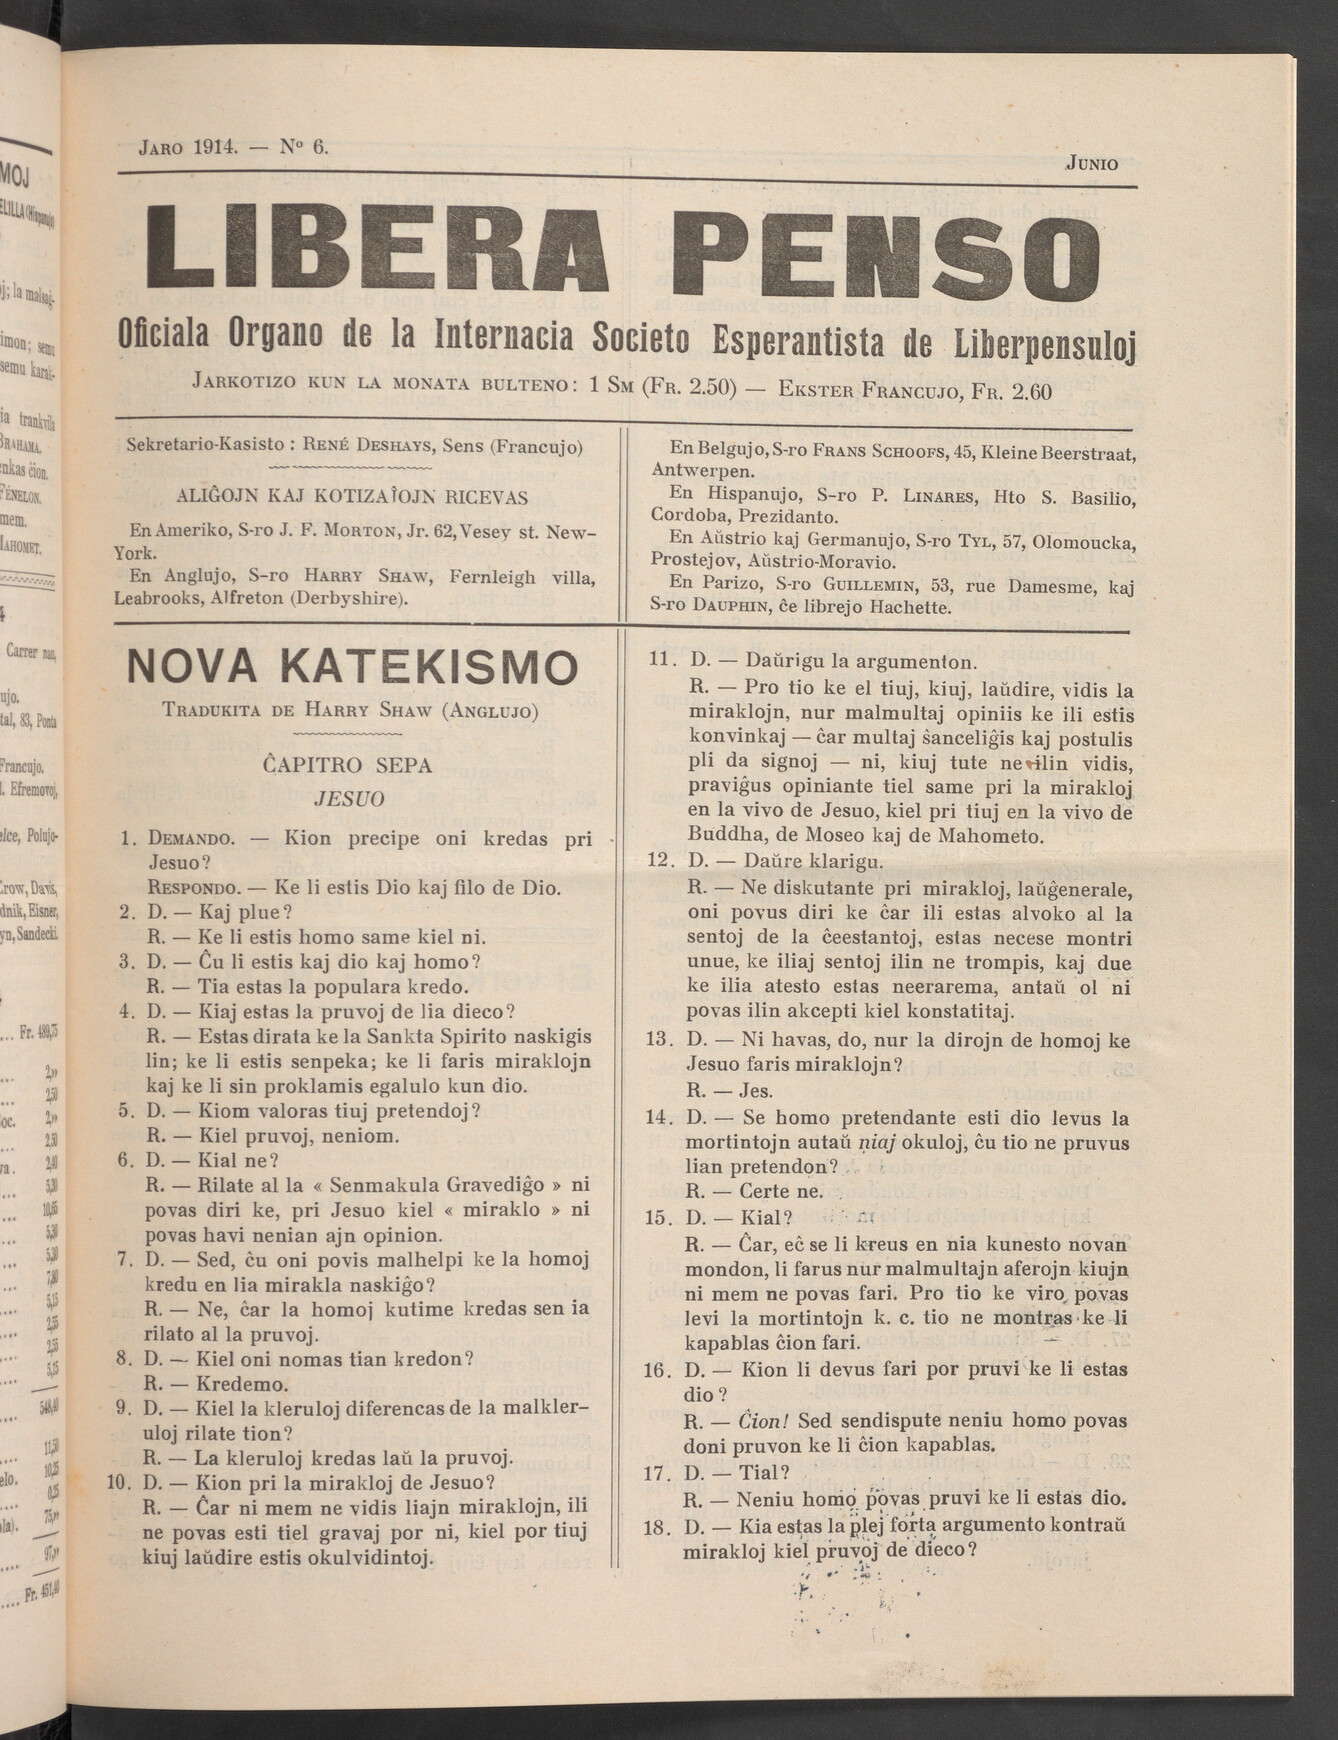 JARO 1914. — Nº 6.
JUNIO
LIBERA PENSO
Oficiala Organo de la Internacia Societo Esperantista de Liberpensuloj
JARKOTIZO KUN LA MONATA BULTENO: 1 SM (FR. 2.50) — EKSTER FRANCUJO, FR. 2.60
Sekretario-Kasisto : RENÉ DESHAYS, Sens (Francujo)
ALIĜOJN KAJ KOTIZAĴOJN RICEVAS
En Ameriko, S-ro J. F. MORTON, Jr. 62, Vesey st. New-
York.
En Anglujo, S-ro HARRY SHAW, Fernleigh villa,
Leabrooks, Alfreton (Derbyshire).
En Belgujo, S-ro FRANS SCHOOFS, 45, Kleine Beerstraat,
Antwerpen.
En Hispanujo, S-ro P. LINARES, Hto S. Basilio,
Cordoba, Prezidanto.
En Aŭstrio kaj Germanujo, S-ro TYL, 57, Olomoucka,
Prostejov, Aŭstrio-Moravio.
En Parizo, S-ro GUILLEMIN, 53, rue Damesme, kaj
S-ro DAUPHIN, ĉe librejo Hachette.
NOVA KATEKISMO
TRADUKITA DE HARRY SHAW (ANGLUJO)
ĈAPITRO SEPA
JESUO
1. DEMANDO. — Kion precipe oni kredas pri
Jesuo?
RESPONDO. — Ke li estis Dio kaj filo de Dio.
2. D. — Kaj plue?
R. — Ke li estis homo same kiel ni.
3. D. — Ĉu li estis kaj dio kaj homo?
R. — Tia estas la populara kredo.
4. D. — Kiaj estas la pruvoj de lia dieco?
R. — Estas dirata ke la Sankta Spirito naskigis
lin; ke li estis senpeka; ke li faris miraklojn
kaj ke li sin proklamis egalulo kun dio.
5. D. — Kiom valoras tiuj pretendoj?
R. — Kiel pruvoj, neniom.
6. D. — Kial ne?
R. — Rilate al la « Senmakula Gravediĝo » ni
povas diri ke, pri Jesuo kiel « miraklo » ni
povas havi nenian ajn opinion.
7. D. — Sed, ĉu oni povis malhelpi ke la homoj
kredu en lia mirakla naskiĝo?
R. — Ne, ĉar la homoj kutime kredas sen ia
rilato al la pruvoj.
8. D. — Kiel oni nomas tian kredon?
R. — Kredemo.
9. D. — Kiel la kleruloj diferencas de la malkler-
uloj rilate tion?
R. — La kleruloj kredas laŭ la pruvoj.
10. D. — Kion pri la mirakloj de Jesuo?
R. — Ĉar ni mem ne vidis liajn miraklojn, ili
ne povas esti tiel gravaj por ni, kiel por tiuj
kiuj laŭdire estis okulvidintoj.
11. D. — Daŭrigu la argumenton.
R. — Pro tio ke el tiuj, kiuj, laŭdire, vidis la
miraklojn, nur malmultaj opiniis ke ili estis
konvinkaj — ĉar multaj ŝanceliĝis kaj postulis
pli da signoj — ni, kiuj tute ne ilin vidis,
praviĝus opiniante tiel same pri la mirakloj
en la vivo de Jesuo, kiel pri tiuj en la vivo de
Buddha, de Moseo kaj de Mahometo.
12. D. — Daŭre klarigu.
R. — Ne diskutante pri mirakloj, laŭĝenerale,
oni povus diri ke ĉar ili estas alvoko al la
sentoj de la ĉeestantoj, estas necese montri
unue, ke iliaj sentoj ilin ne trompis, kaj due
ke ilia atesto estas neerarema, antaŭ ol ni
povas ilin akcepti kiel konstatitaj.
13. D. — Ni havas, do, nur la dirojn de homoj ke
Jesuo faris miraklojn?
R. — Jes.
14. D. — Se homo pretendante esti dio levus la
mortintojn autaŭ niaj okuloj, ĉu tio ne pruvus
lian pretendon?
R. — Certe ne.
15. D. — Kial?
R. — Ĉar, eĉ se li kreus en nia kunesto novan
mondon, li farus nur malmultajn aferojn kiujn
ni mem ne povas fari. Pro tio ke viro povas
levi la mortintojn k. c. tio ne montras ke li
kapablas ĉion fari.
16. D. — Kion li devus fari por pruvi ke li estas
dio?
R. — Ĉion! Sed sendispute neniu homo povas
doni pruvon ke li ĉion kapablas.
17. D. — Tial?
R. — Neniu homo povas pruvi ke li estas dio.
18. D. — Kia estas la plej forta argumento kontraŭ
mirakloj kiel pruvoj de dieco?